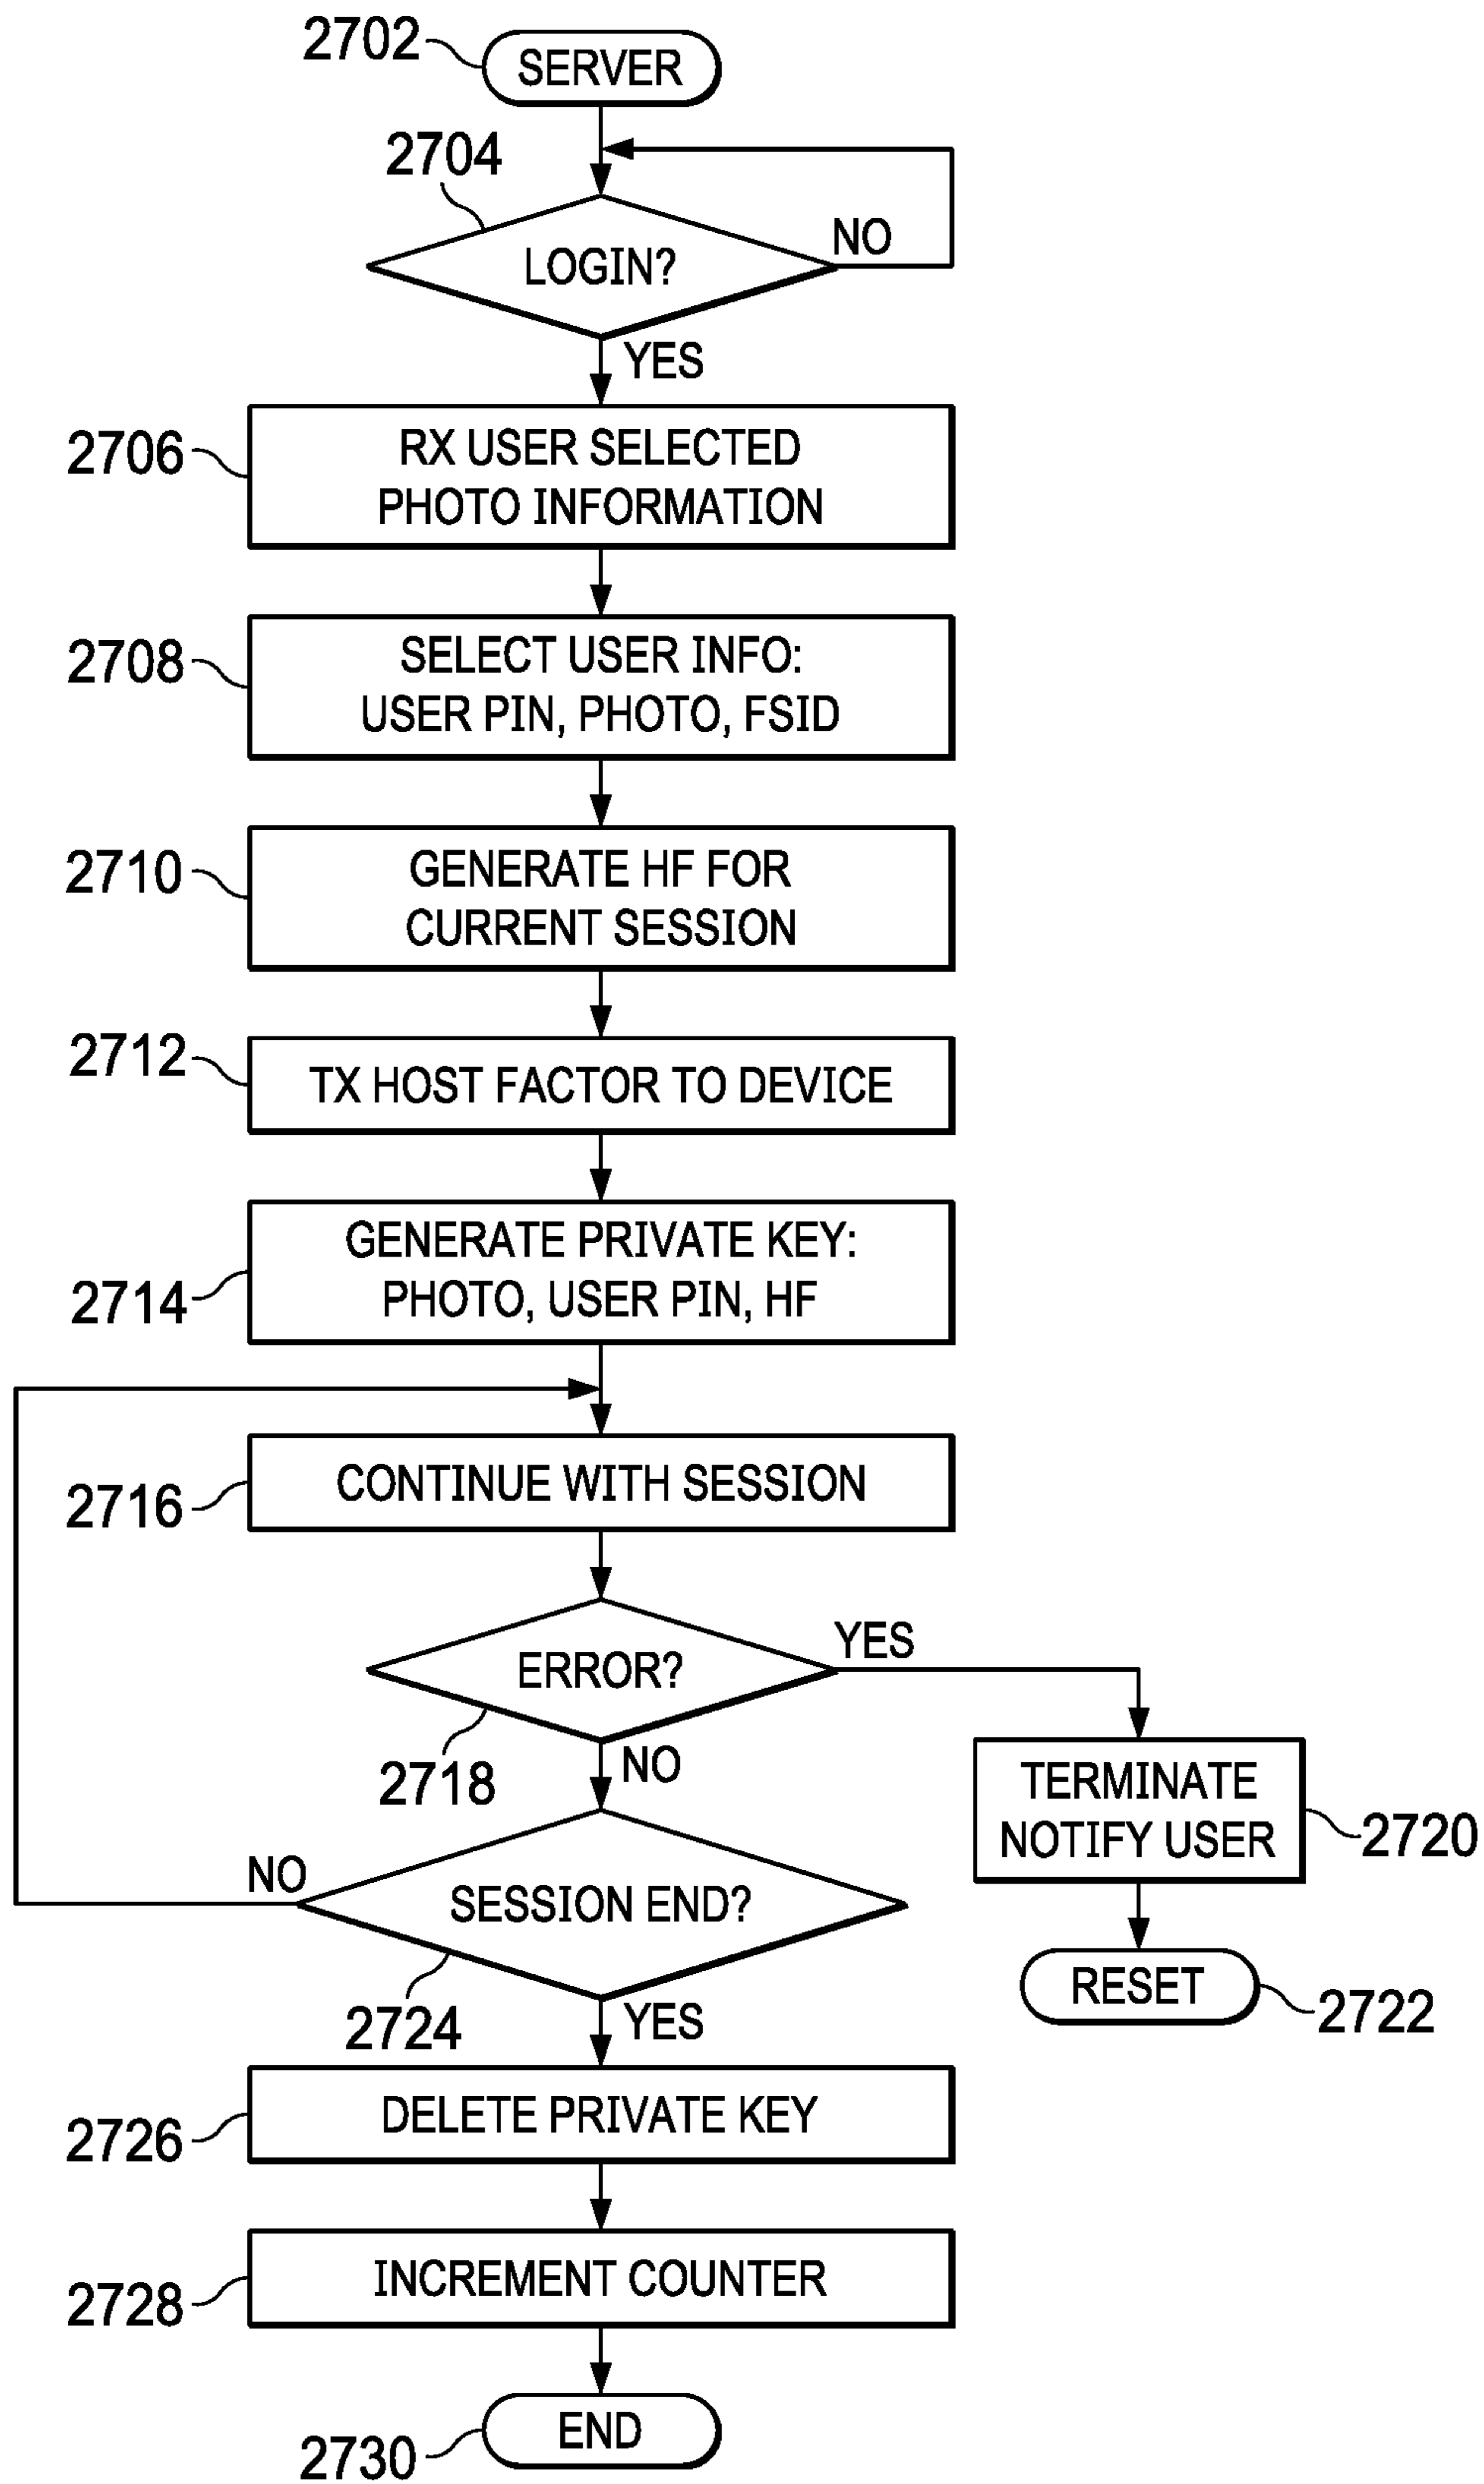 2702
SERVER
2704
LOGIN?
NO
YES
2706
RX USER SELECTED
PHOTO INFORMATION
2708
SELECT USER INFO:
USER PIN, PHOTO, FSID
2710
GENERATE HF FOR
CURRENT SESSION
2712
TX HOST FACTOR TO DEVICE
2714
GENERATE PRIVATE KEY:
PHOTO, USER PIN, HF
2716
CONTINUE WITH SESSION
ERROR?
YES
2718
NO
TERMINATE
NOTIFY USER
2720
NO
SESSION END?
2724
YES
RESET
2722
2726
DELETE PRIVATE KEY
2728
INCREMENT COUNTER
2730
END